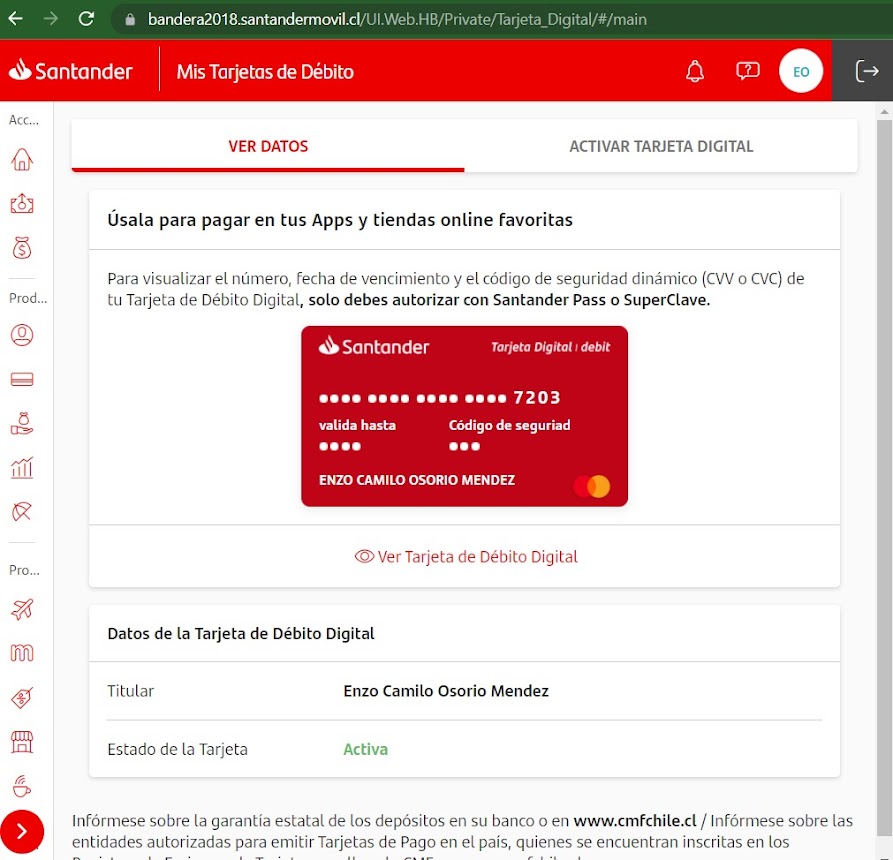 bandera2018.santandermovil.cl/UI.Web.HB/Private/Tarjeta_Digital/#/main
Santander
Mis Tarjetas de Débito
EO
Acc...
VER DATOS
ACTIVAR TARJETA DIGITAL
Úsala para pagar en tus Apps y tiendas online favoritas
Para visualizar el número, fecha de vencimiento y el código de seguridad dinámico (CVV o CVC) de
tu Tarjeta de Débito Digital, solo debes autorizar con Santander Pass o SuperClave.
Prod...
Santander
Tarjeta Digital | debit
•••• •••• •••• •••• 7203
valida hasta
Código de seguriad
••••
•••
ENZO CAMILO OSORIO MENDEZ
Ver Tarjeta de Débito Digital
Pro...
Datos de la Tarjeta de Débito Digital
Titular
Enzo Camilo Osorio Mendez
Estado de la Tarjeta
Activa
Infórmese sobre la garantía estatal de los depósitos en su banco o en www.cmfchile.cl / Infórmese sobre las
entidades autorizadas para emitir Tarjetas de Pago en el país, quienes se encuentran inscritas en los